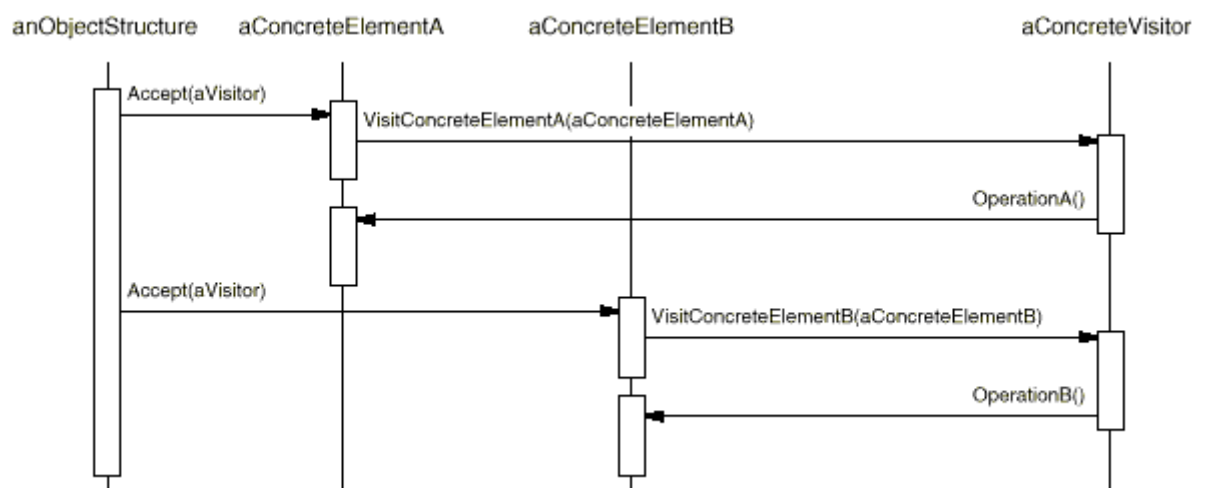 anObjectStructure
aConcreteElementA
aConcreteElementB
aConcreteVisitor
Accept(aVisitor)
VisitConcreteElementA(aConcreteElementA)
OperationA()
Accept(aVisitor)
VisitConcreteElementB(aConcreteElementB)
OperationB()